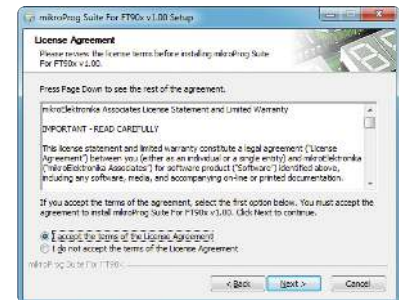 mikroProg Suite For FT90x v1.00 Setup
License Agreement
Please review the license terms before installing mikroProg Suite
For FT90x v1.00.
Press Page Down to see the rest of the agreement.
mikroElektronika Associates License Statement and Limited Warranty
IMPORTANT - READ CAREFULLY
This license statement and limited warranty constitute a legal agreement ("License
Agreement") between you (either as an individual or a single entity) and mikroElektronika
("mikroElektronika Associates") for software product ("Software") identified above,
including any software, media, and accompanying on-line or printed documentation.
If you accept the terms of the agreement, select the first option below. You must accept the
agreement to install mikroProg Suite For FT90x v1.00. Click Next to continue.
I accept the terms of the License Agreement
I do not accept the terms of the License Agreement
mikroProg Suite For FT90x
< Back
Next >
Cancel